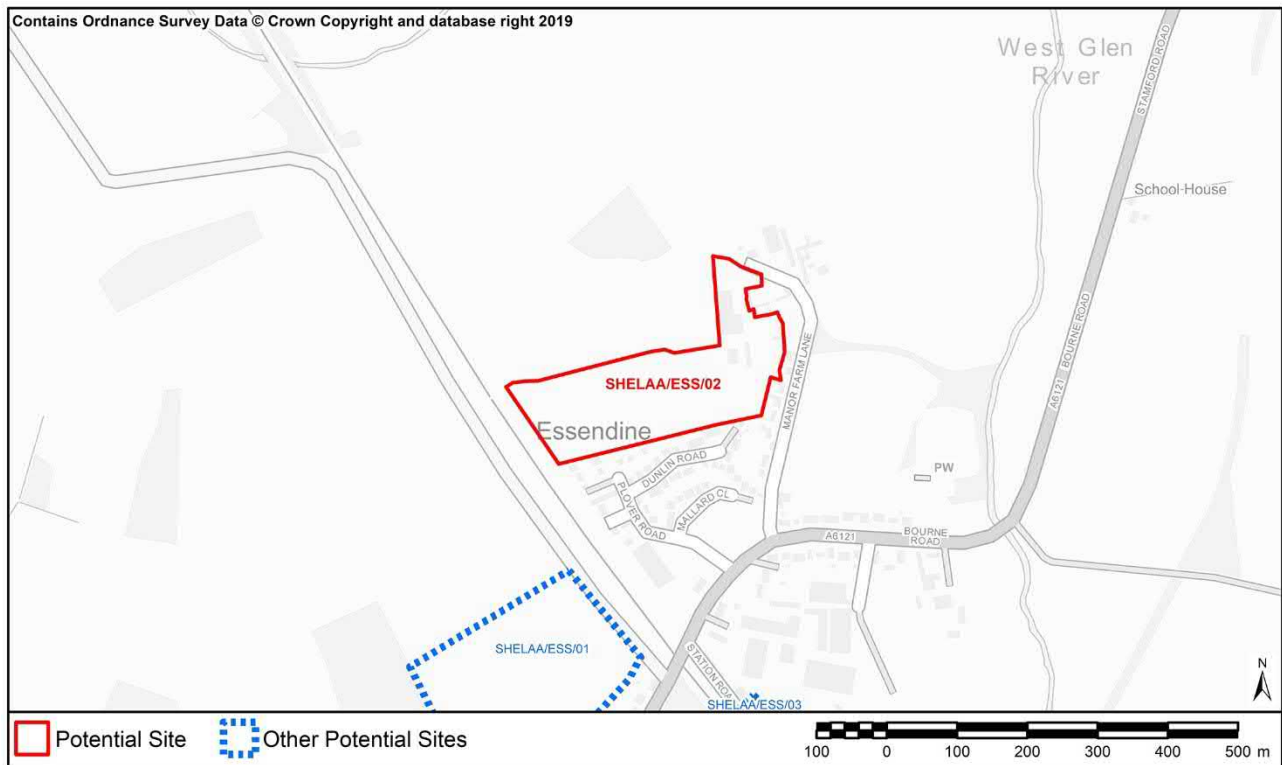 Contains Ordnance Survey Data © Crown Copyright and database right 2019
West Glen
River
STAMFORD ROAD
School-House
A6121 BOURNE ROAD
SHELAA/ESS/02
MANOR FARM LANE
Essendine
DUNLIN ROAD
PW
PLOVER ROAD
MALLARD CL
A6121
BOURNE
ROAD
SHELAA/ESS/01
STATION ROAD
SHELAA/ESS/03
N
Potential Site
Other Potential Sites
100 0 100 200 300 400 500 m